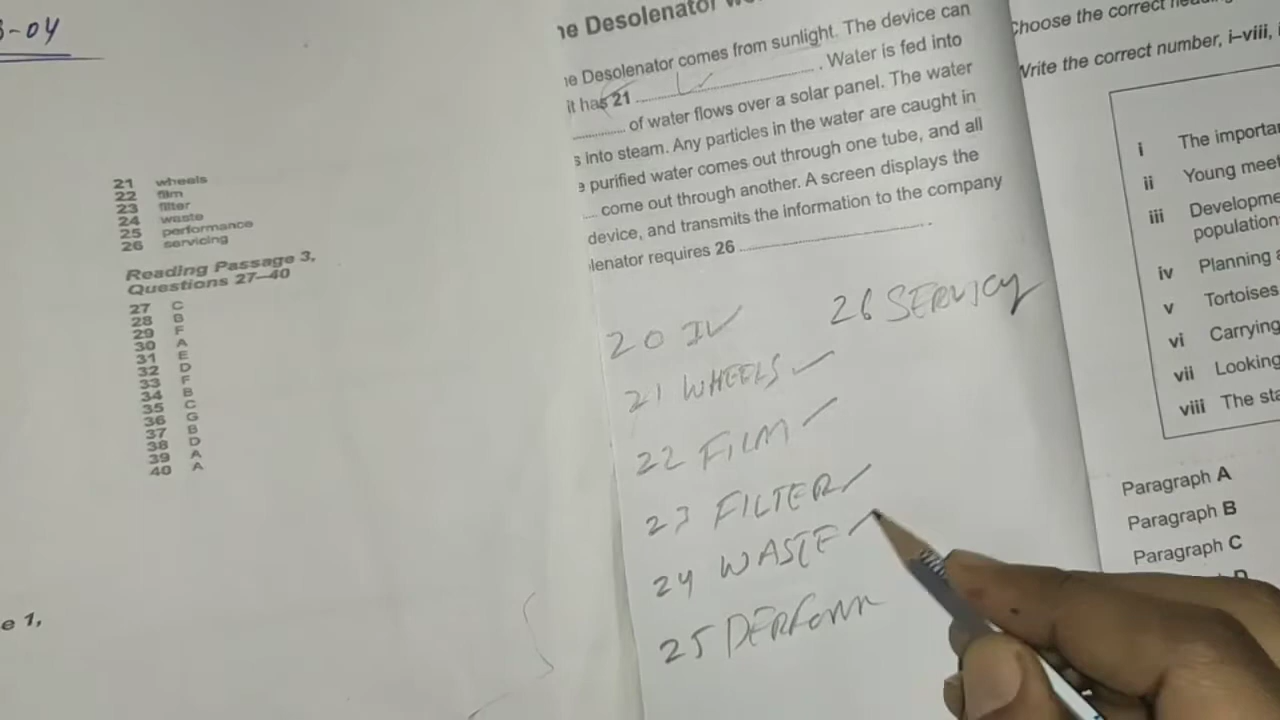 3-04
21 wheels
22 film
23 filter
24 waste
25 performance
26 servicing
Reading Passage 3,
Questions 27–40
27 C
28 B
29 F
30 A
31 E
32 D
33 F
34 B
35 C
36 G
37 B
38 D
39 A
40 A
e 1,
he Desolenator
he Desolenator comes from sunlight. The device can
it has 21 . Water is fed into
of water flows over a solar panel. The water
s into steam. Any particles in the water are caught in
e purified water comes out through one tube, and all
come out through another. A screen displays the
device, and transmits the information to the company
lenator requires 26 .
20 IV
26 SERVICY
21 WHEELS
22 FILM
23 FILTER
24 WASTE
25 PERFORM
Choose the correct
Write the correct number, i–viii, i
i The importa
ii Young meet
iii Developme
population
iv Planning a
v Tortoises
vi Carrying
vii Looking
viii The sta
Paragraph A
Paragraph B
Paragraph C